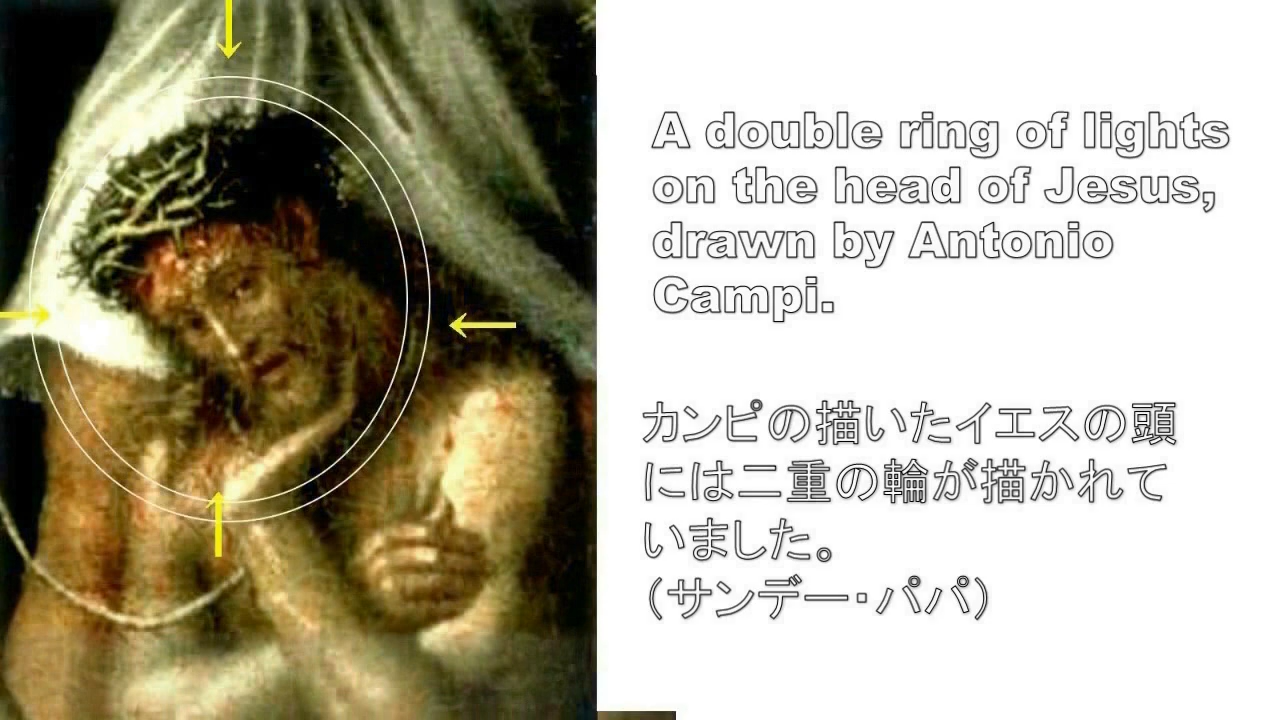 A double ring of lights
on the head of Jesus,
drawn by Antonio
Campi.
カンピの描いたイエスの頭
には二重の輪が描かれて
いました。
（サンデー・パパ）